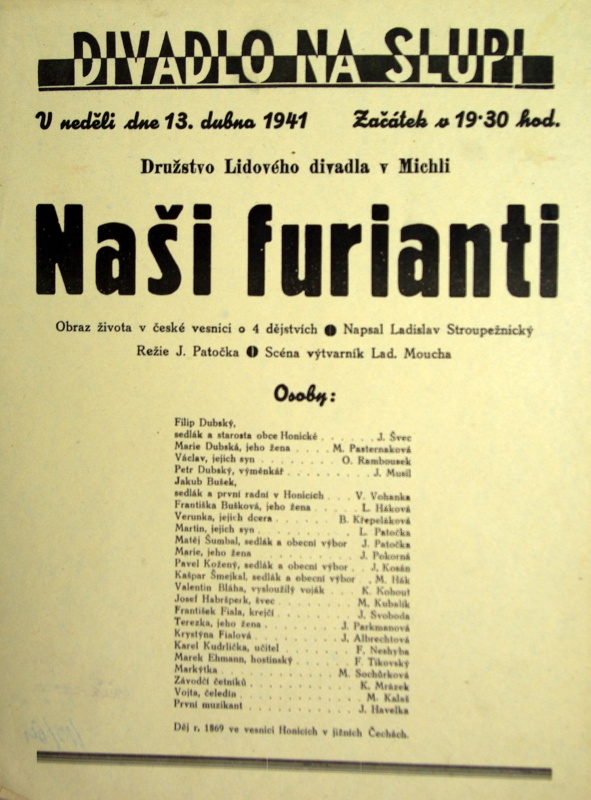 DIVADLO NA SLUPI
V neděli dne 13. dubna 1941 Začátek v 19·30 hod.
Družstvo Lidového divadla v Michli
Naši furianti
Obraz života v české vesnici o 4 dějstvích ● Napsal Ladislav Stroupežnický
Režie J. Patočka ● Scéna výtvarník Lad. Moucha
Osoby:
Filip Dubský,
sedlák a starosta obce Honické . . . . . . J. Švec
Marie Dubská, jeho žena . . . . M. Pasternaková
Václav, jejich syn . . . . . . . . O. Rambousek
Petr Dubský, výměnkář . . . . . . . . J. Musil
Jakub Bušek,
sedlák a první radní v Honicích . . . V. Vohanka
Františka Bušková, jeho žena . . . . . L. Háková
Verunka, jejich dcera . . . . . . . B. Křepeláková
Martin, jejich syn . . . . . . . . . . L. Patočka
Matěj Šumbal, sedlák a obecní výbor J. Patočka
Marie, jeho žena . . . . . . . . . J. Pokorná
Pavel Kožený, sedlák a obecní výbor . . J. Kosán
Kašpar Šmejkal, sedlák a obecní výbor . M. Hák
Valentin Bláha, vysloužilý voják . . . K. Kohout
Josef Habršperk, švec . . . . . . . M. Kubalík
František Fiala, krejčí . . . . . . . J. Svoboda
Terezka, jeho žena . . . . . . . J. Parkmanová
Krystýna Fialová . . . . . . . . J. Albrechtová
Karel Kudrlička, učitel . . . . . . . F. Neshyba
Marek Ehmann, hostinský . . . . . . F. Tikovský
Markýtka . . . . . . . . . . . M. Sochůrková
Závodčí četníků . . . . . . . . . . K. Mrázek
Vojta, čeledín . . . . . . . . . . . M. Kaleš
První muzikant . . . . . . . . . . J. Havelka
Děj r. 1869 ve vesnici Honicích v jižních Čechách.